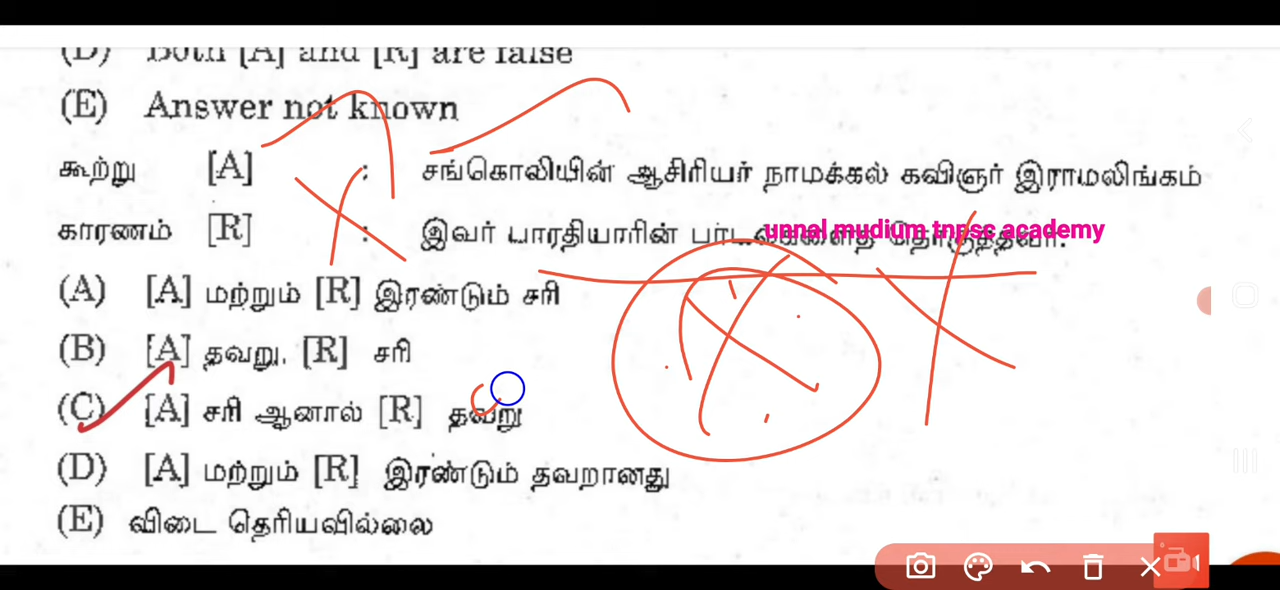 (D) Both [A] and [R] are false
(E) Answer not known
கூற்று [A] : சங்கொலியின் ஆசிரியர் நாமக்கல் கவிஞர் இராமலிங்கம்
காரணம் [R] : இவர் பாரதியாரின்
unnal mudium tnpsc academy
(A) [A] மற்றும் [R] இரண்டும் சரி
(B) [A] தவறு, [R] சரி
(C) [A] சரி ஆனால் [R] தவறு
(D) [A] மற்றும் [R] இரண்டும் தவறானது
(E) விடை தெரியவில்லை